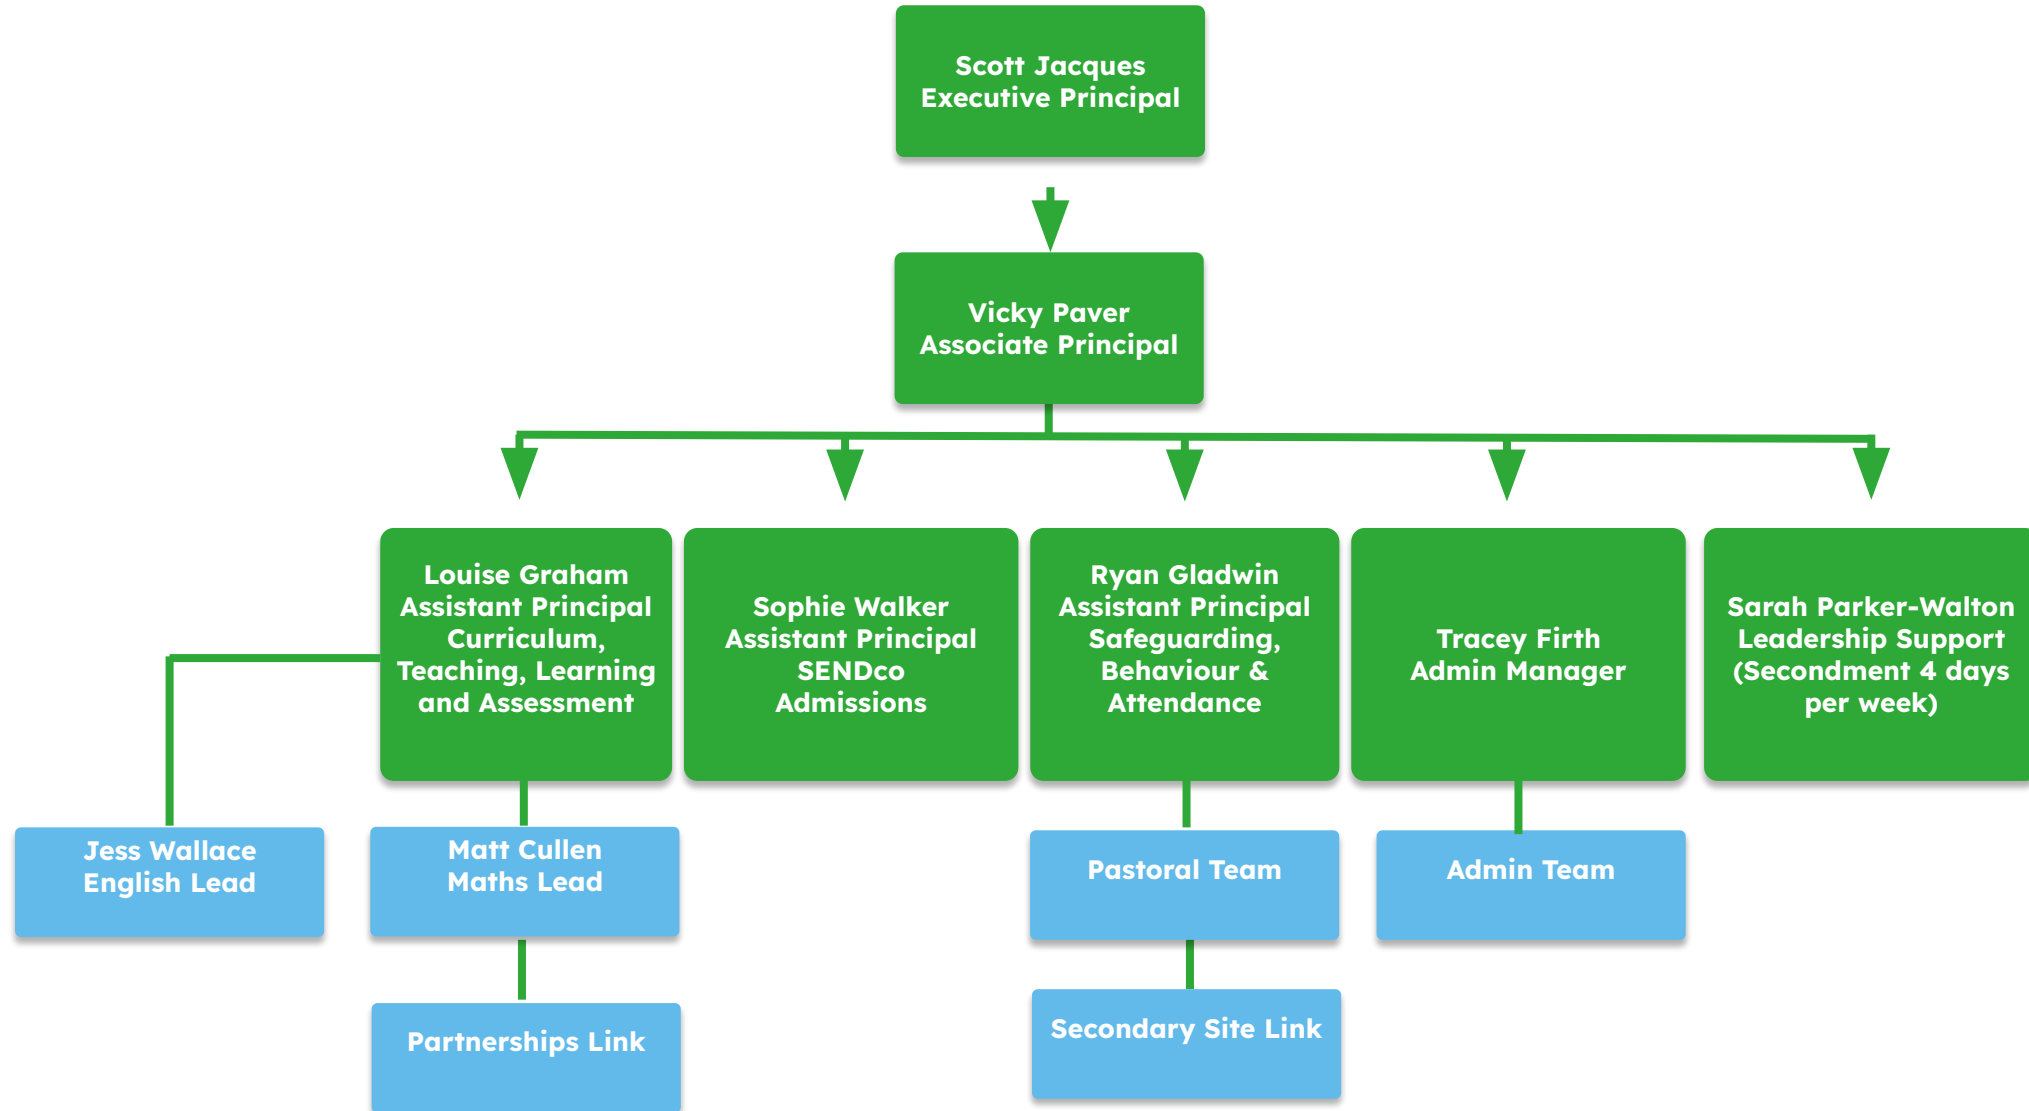 Scott Jacques
Executive Principal
Vicky Paver
Associate Principal
Louise Graham
Assistant Principal
Curriculum,
Teaching, Learning
and Assessment
Sophie Walker
Assistant Principal
SENDco
Admissions
Ryan Gladwin
Assistant Principal
Safeguarding,
Behaviour &
Attendance
Tracey Firth
Admin Manager
Sarah Parker-Walton
Leadership Support
(Secondment 4 days
per week)
Jess Wallace
English Lead
Matt Cullen
Maths Lead
Pastoral Team
Admin Team
Partnerships Link
Secondary Site Link